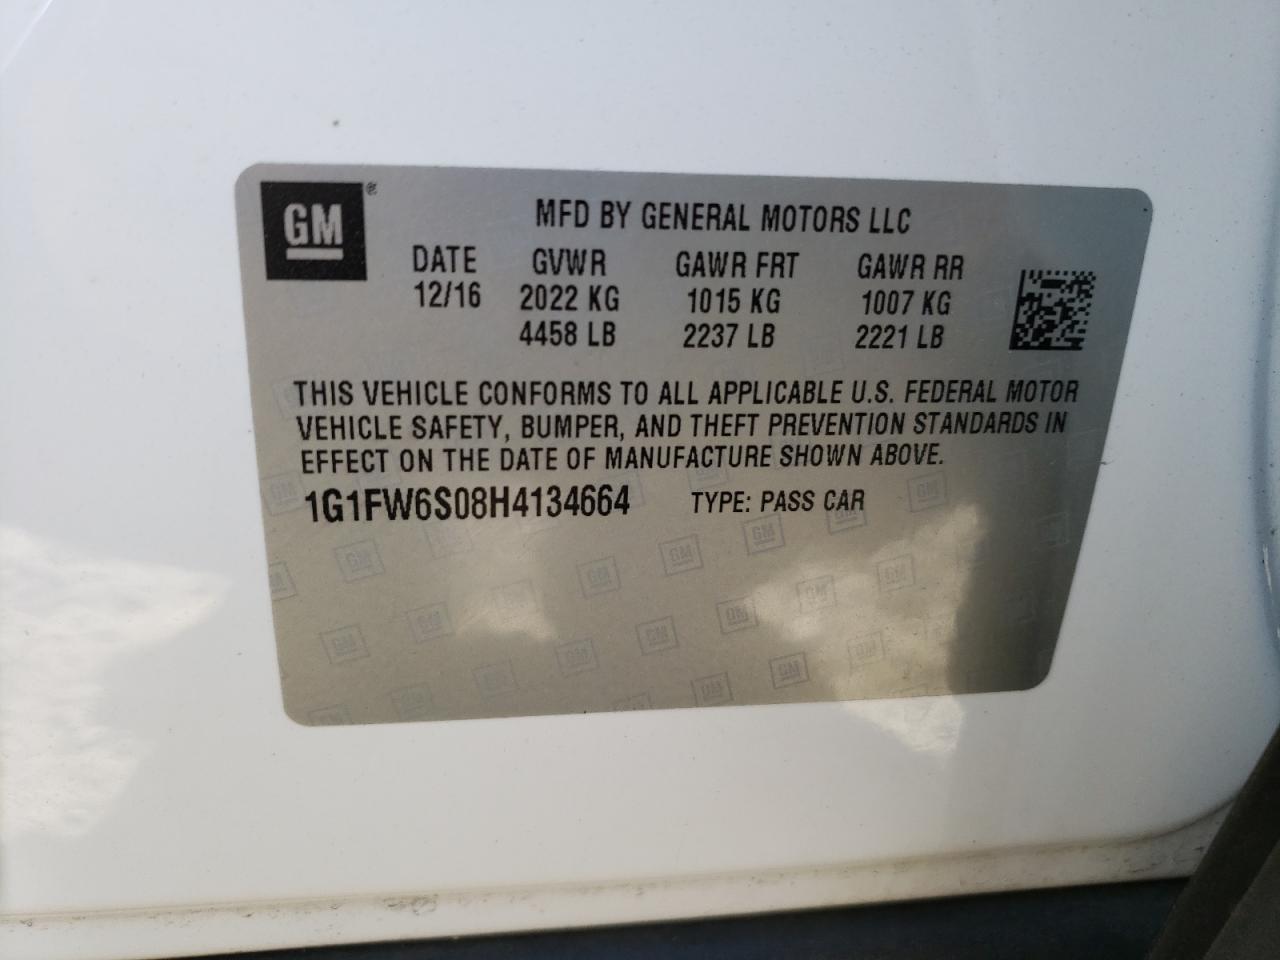 GM®
MFD BY GENERAL MOTORS LLC
DATE GVWR GAWR FRT GAWR RR
12/16 2022 KG 1015 KG 1007 KG
4458 LB 2237 LB 2221 LB
THIS VEHICLE CONFORMS TO ALL APPLICABLE U.S. FEDERAL MOTOR
VEHICLE SAFETY, BUMPER, AND THEFT PREVENTION STANDARDS IN
EFFECT ON THE DATE OF MANUFACTURE SHOWN ABOVE.
1G1FW6S08H4134664 TYPE: PASS CAR